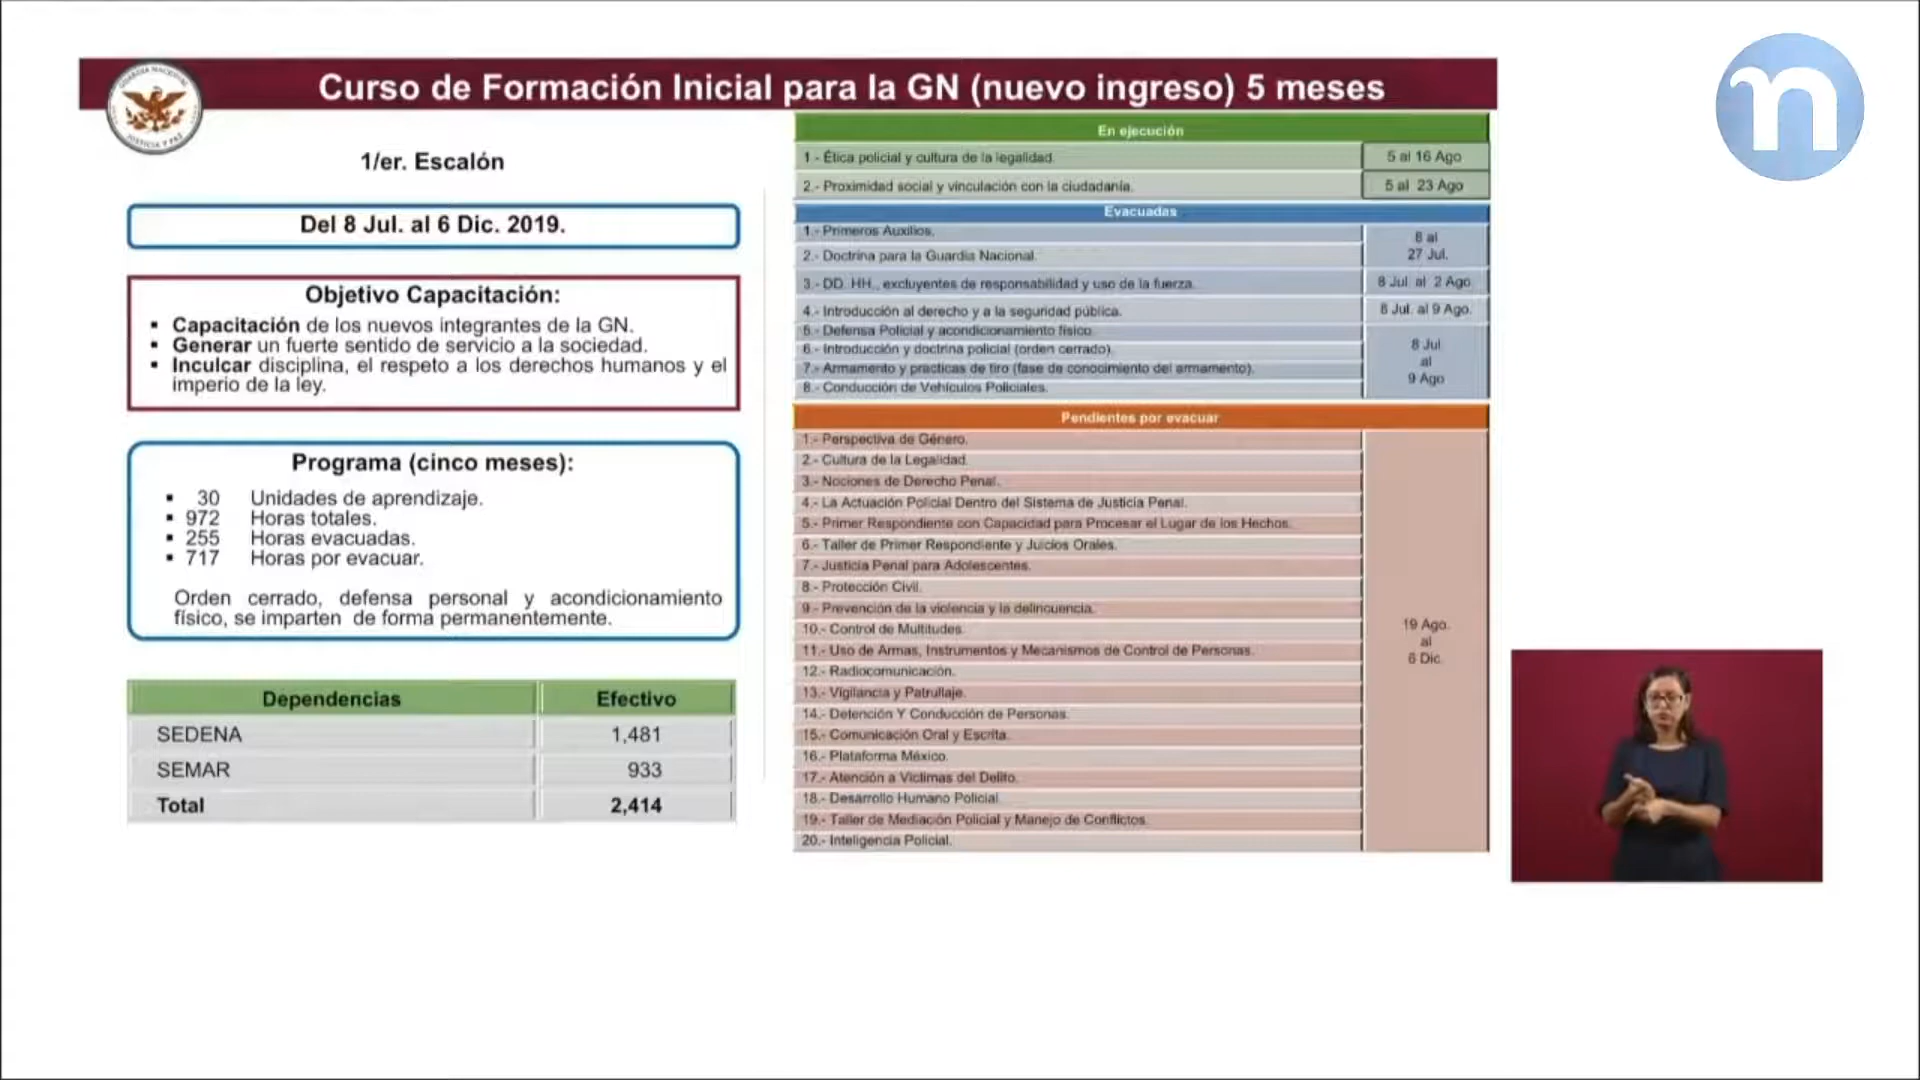 Curso de Formación Inicial para la GN (nuevo ingreso) 5 meses
GUARDIA NACIONAL
JUSTICIA Y PAZ
n
1/er. Escalón
Del 8 Jul. al 6 Dic. 2019.
Objetivo Capacitación:
▪ Capacitación de los nuevos integrantes de la GN.
▪ Generar un fuerte sentido de servicio a la sociedad.
▪ Inculcar disciplina, el respeto a los derechos humanos y el
imperio de la ley.
Programa (cinco meses):
▪ 30 Unidades de aprendizaje.
▪ 972 Horas totales.
▪ 255 Horas evacuadas.
▪ 717 Horas por evacuar.
Orden cerrado, defensa personal y acondicionamiento
físico, se imparten de forma permanentemente.
Dependencias Efectivo
SEDENA 1,481
SEMAR 933
Total 2,414
En ejecución
1.- Ética policial y cultura de la legalidad. 5 al 16 Ago
2.- Proximidad social y vinculación con la ciudadanía. 5 al 23 Ago
Evacuadas
1.- Primeros Auxilios.
2.- Doctrina para la Guardia Nacional.
8 al
27 Jul.
3.- DD. HH., excluyentes de responsabilidad y uso de la fuerza. 8 Jul. al 2 Ago
4.- Introducción al derecho y a la seguridad pública. 8 Jul. al 9 Ago.
5.- Defensa Policial y acondicionamiento físico.
6.- Introducción y doctrina policial (orden cerrado).
7.- Armamento y practicas de tiro (fase de conocimiento del armamento).
8.- Conducción de Vehículos Policiales.
8 Jul
al
9 Ago
Pendientes por evacuar
1.- Perspectiva de Género.
2.- Cultura de la Legalidad.
3.- Nociones de Derecho Penal.
4.- La Actuación Policial Dentro del Sistema de Justicia Penal.
5.- Primer Respondiente con Capacidad para Procesar el Lugar de los Hechos.
6.- Taller de Primer Respondiente y Juicios Orales.
7.- Justicia Penal para Adolescentes.
8.- Protección Civil.
9.- Prevención de la violencia y la delincuencia.
10.- Control de Multitudes.
11.- Uso de Armas, Instrumentos y Mecanismos de Control de Personas.
12.- Radiocomunicación.
13.- Vigilancia y Patrullaje.
14.- Detención Y Conducción de Personas.
15.- Comunicación Oral y Escrita.
16.- Plataforma México.
17.- Atención a Victimas del Delito.
18.- Desarrollo Humano Policial.
19.- Taller de Mediación Policial y Manejo de Conflictos.
20.- Inteligencia Policial.
19 Ago.
al
6 Dic.